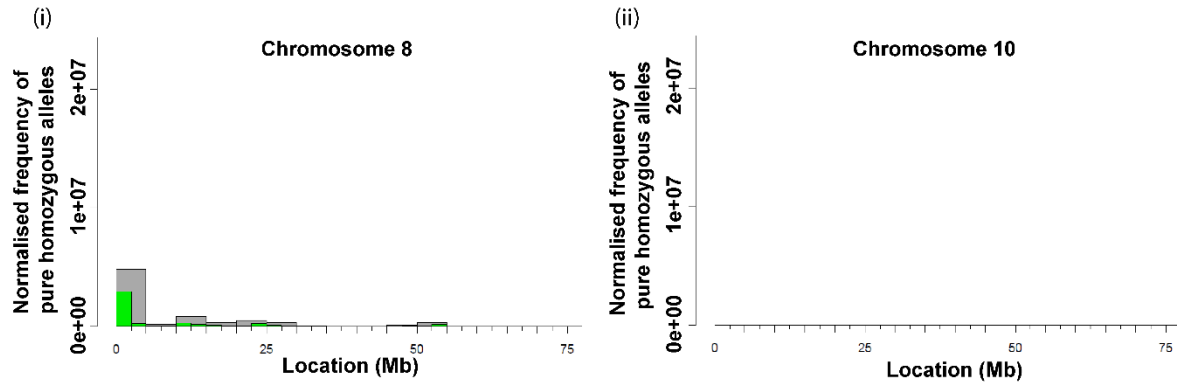 (i)
Chromosome 8
Normalised frequency of
pure homozygous alleles
2e+07
1e+07
0e+00
0 25 50 75
Location (Mb)
(ii)
Chromosome 10
Normalised frequency of
pure homozygous alleles
2e+07
1e+07
0e+00
0 25 50 75
Location (Mb)